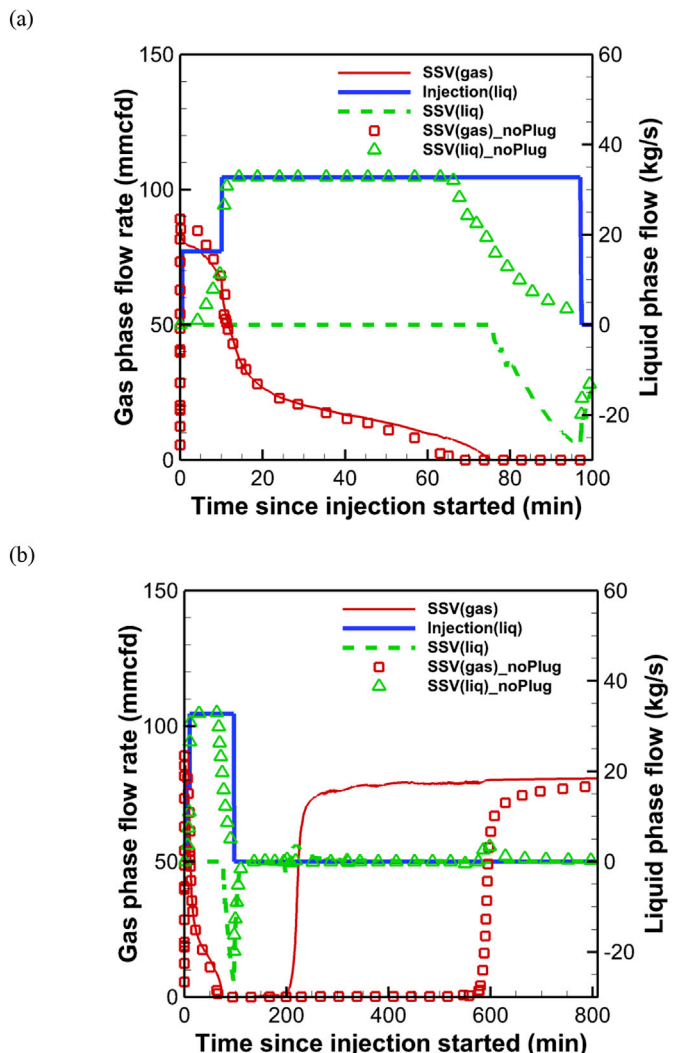 (a)
150
100
50
0
Gas phase flow rate (mmcfd)
SSV(gas)
Injection(liq)
SSV(liq)
SSV(gas)_noPlug
SSV(liq)_noPlug
60
40
20
0
-20
Liquid phase flow (kg/s)
0 20 40 60 80 100
Time since injection started (min)
(b)
150
100
50
0
Gas phase flow rate (mmcfd)
SSV(gas)
Injection(liq)
SSV(liq)
SSV(gas)_noPlug
SSV(liq)_noPlug
60
40
20
0
-20
Liquid phase flow (kg/s)
0 200 400 600 800
Time since injection started (min)